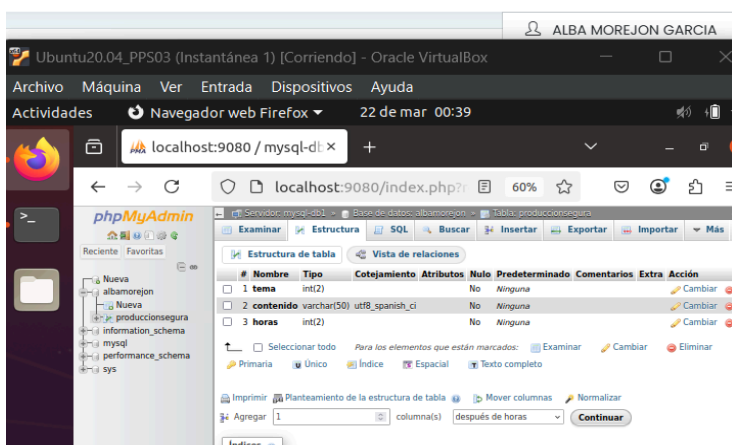 ALBA MOREJON GARCIA
Ubuntu20.04_PPS03 (Instantánea 1) [Corriendo] - Oracle VirtualBox
Archivo Máquina Ver Entrada Dispositivos Ayuda
Actividades Navegador web Firefox 22 de mar 00:39
localhost:9080 / mysql-db
localhost:9080/index.php?r 60%
phpMyAdmin
Reciente Favoritas
Nueva
albamorejon
Nueva
produccionsegura
information_schema
mysql
performance_schema
sys
Servidor: mysql-db1 » Base de datos: albamorejon » Tabla: produccionsegura
Examinar Estructura SQL Buscar Insertar Exportar Importar Más
Estructura de tabla Vista de relaciones
# Nombre Tipo Cotejamiento Atributos Nulo Predeterminado Comentarios Extra Acción
1 tema int(2) No Ninguna Cambiar
2 contenido varchar(50) utf8_spanish_ci No Ninguna Cambiar
3 horas int(2) No Ninguna Cambiar
Seleccionar todo Para los elementos que están marcados: Examinar Cambiar Eliminar
Primaria Único Índice Espacial Texto completo
Imprimir Planteamiento de la estructura de tabla Mover columnas Normalizar
Agregar 1 columna(s) después de horas Continuar
Índices